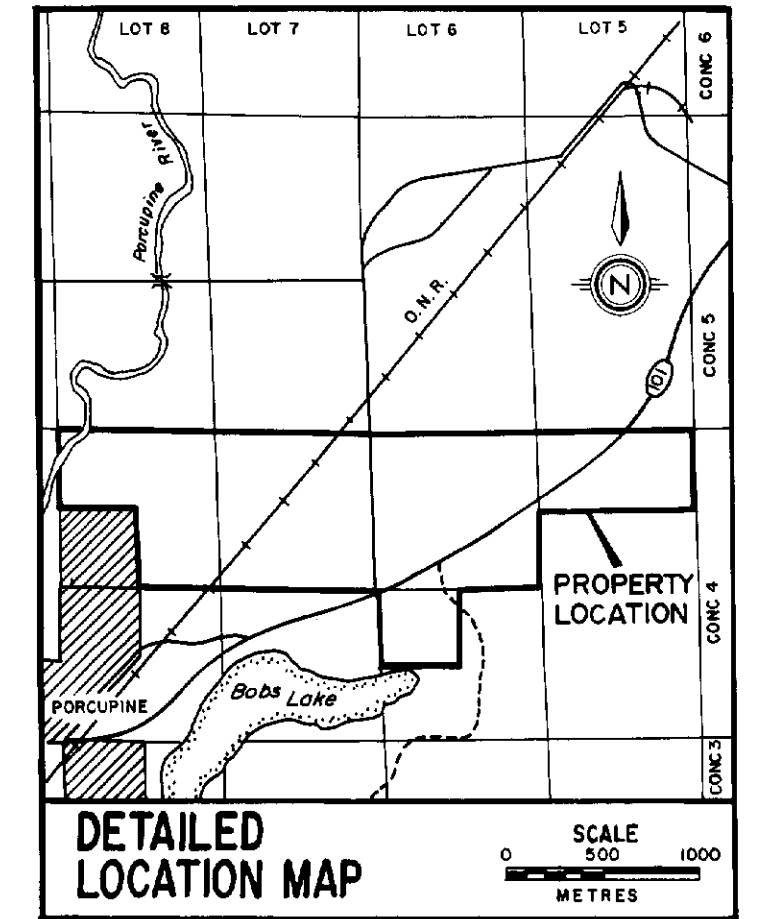 LOT 8
LOT 7
LOT 6
LOT 5
CONC 6
Porcupine River
O.N.R.
N
CONC 5
101
PROPERTY
LOCATION
CONC 4
Bobs Lake
PORCUPINE
CONC 3
DETAILED
LOCATION MAP
SCALE
0 500 1000
METRES